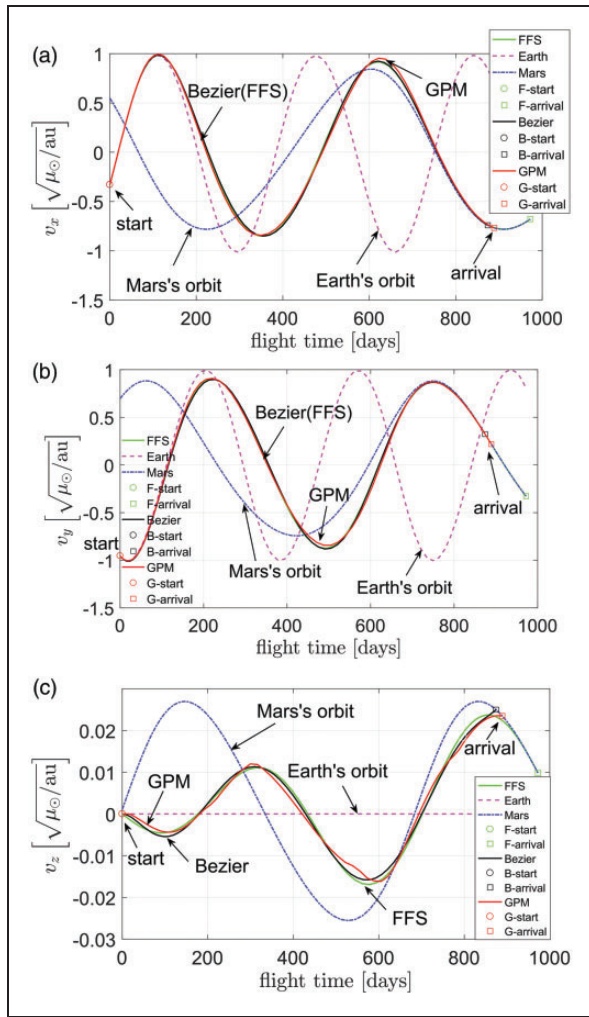 (a)
1
0.5
0
-0.5
-1
-1.5
v_x [√μ⊙/au]
Bezier(FFS)
GPM
start
Mars's orbit
Earth's orbit
arrival
FFS
Earth
Mars
F-start
F-arrival
Bezier
B-start
B-arrival
GPM
G-start
G-arrival
0 200 400 600 800 1000
flight time [days]
(b)
1
0.5
0
-0.5
-1
-1.5
v_y [√μ⊙/au]
Bezier(FFS)
GPM
start
Mars's orbit
Earth's orbit
arrival
FFS
Earth
Mars
F-start
F-arrival
Bezier
B-start
B-arrival
GPM
G-start
G-arrival
0 200 400 600 800 1000
flight time [days]
(c)
0.02
0.01
0
-0.01
-0.02
-0.03
v_z [√μ⊙/au]
Mars's orbit
GPM
Earth's orbit
arrival
start
Bezier
FFS
FFS
Earth
Mars
F-start
F-arrival
Bezier
B-start
B-arrival
GPM
G-start
G-arrival
0 200 400 600 800 1000
flight time [days]